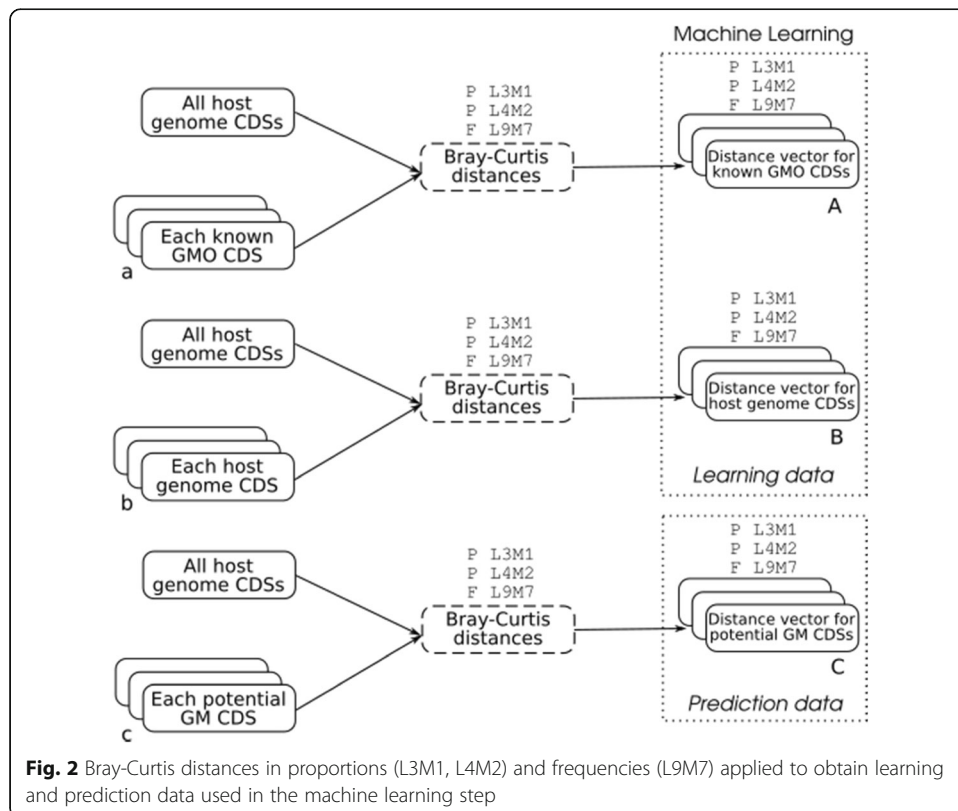 Machine Learning
All host
genome CDSs
Each known
GMO CDS
a
P L3M1
P L4M2
F L9M7
Bray-Curtis
distances
P L3M1
P L4M2
F L9M7
Distance vector for
known GMO CDSs
A
All host
genome CDSs
Each host
genome CDS
b
P L3M1
P L4M2
F L9M7
Bray-Curtis
distances
P L3M1
P L4M2
F L9M7
Distance vector for
host genome CDSs
B
Learning data
All host
genome CDSs
Each potential
GM CDS
c
P L3M1
P L4M2
F L9M7
Bray-Curtis
distances
P L3M1
P L4M2
F L9M7
Distance vector for
potential GM CDSs
C
Prediction data
Fig. 2 Bray-Curtis distances in proportions (L3M1, L4M2) and frequencies (L9M7) applied to obtain learning
and prediction data used in the machine learning step